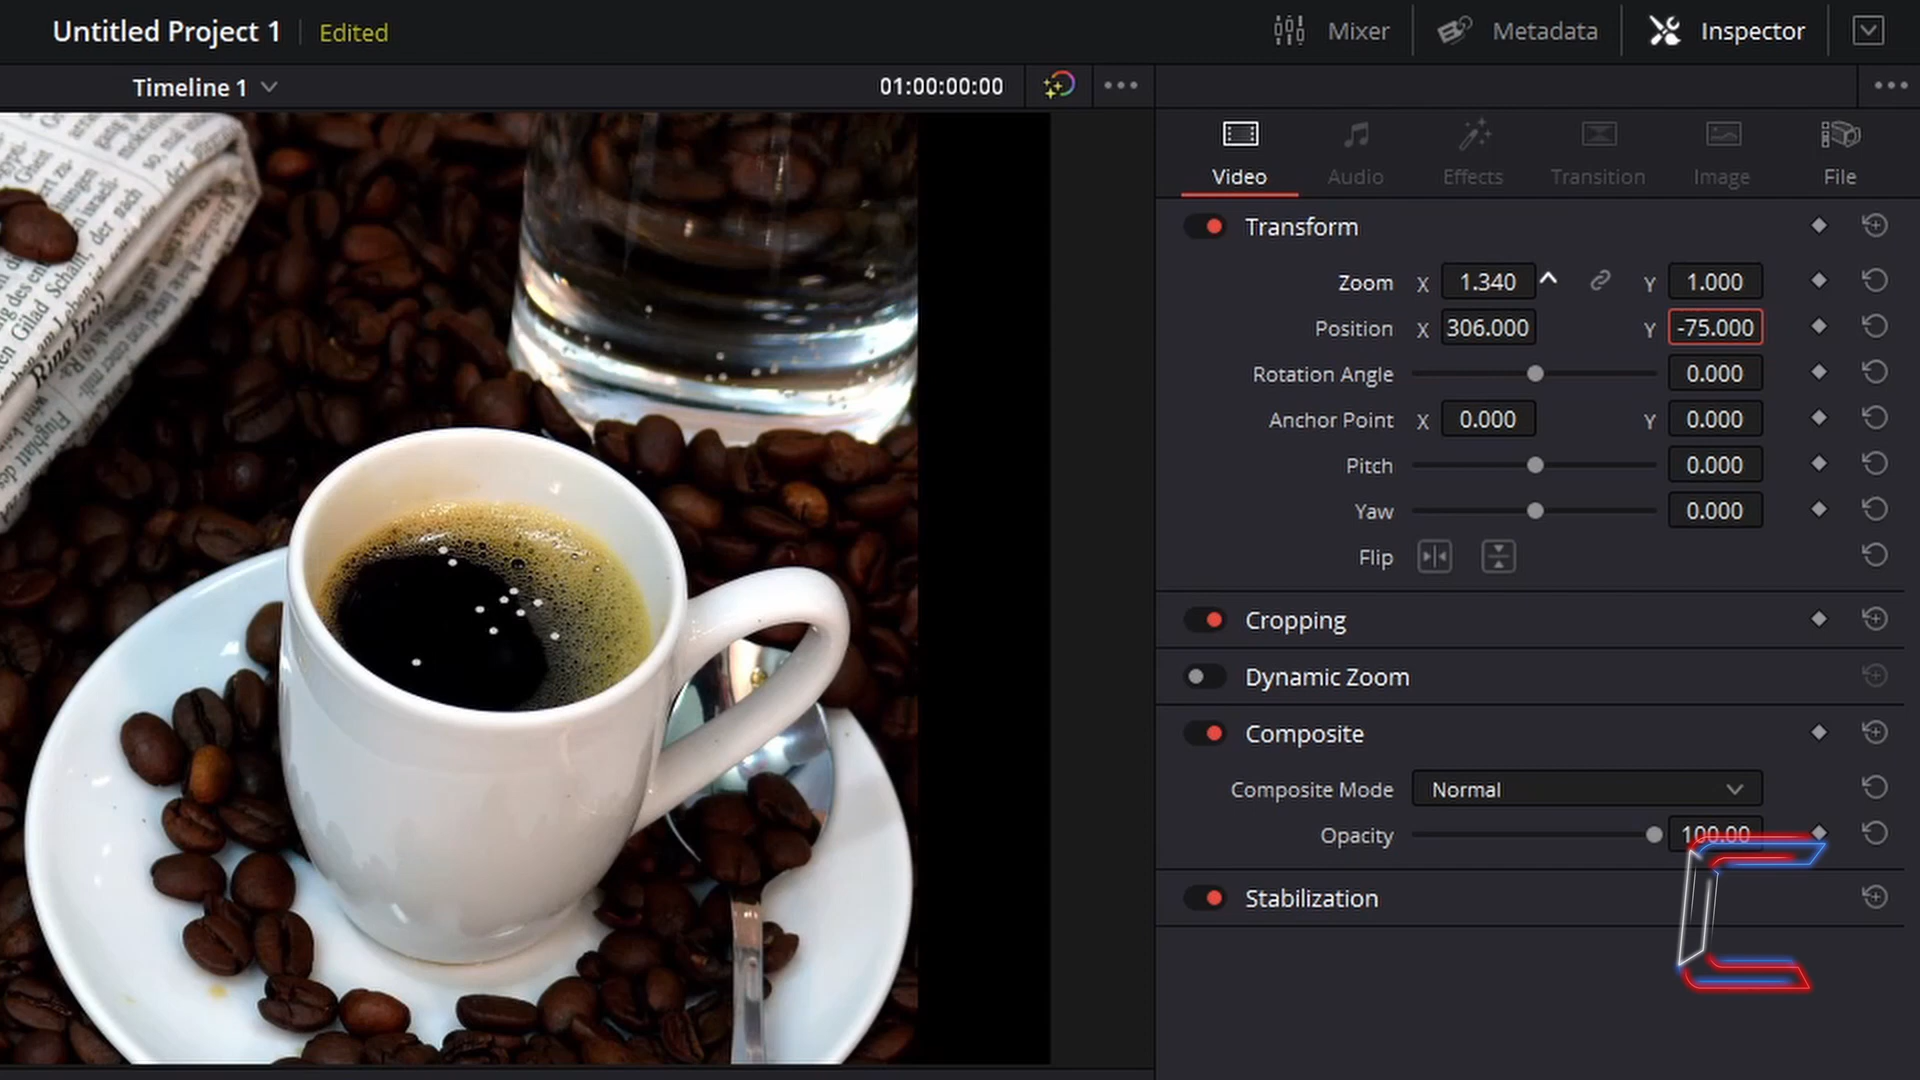 Untitled Project 1 Edited Mixer Metadata Inspector
Timeline 1 01:00:00:00
Video Audio Effects Transition Image File
Transform
Zoom X 1.340 Y 1.000
Position X 306.000 Y -75.000
Rotation Angle 0.000
Anchor Point X 0.000 Y 0.000
Pitch 0.000
Yaw 0.000
Flip
Cropping
Dynamic Zoom
Composite
Composite Mode Normal
Opacity 100.00
Stabilization
Ring frei)